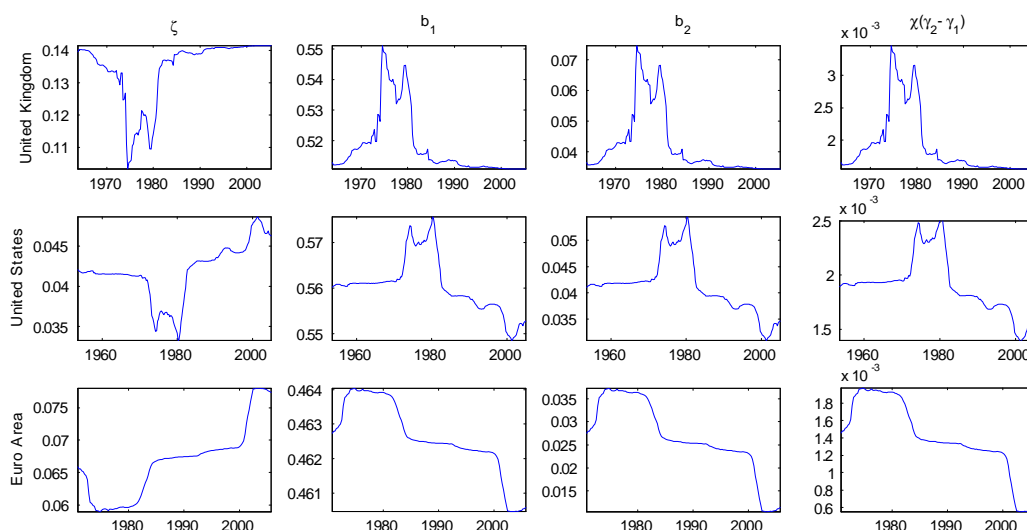 ζ b1 b2 χ(γ2- γ1)
x 10-3
United Kingdom
0.14
0.13
0.12
0.11
1970 1980 1990 2000
0.55
0.54
0.53
0.52
1970 1980 1990 2000
0.07
0.06
0.05
0.04
1970 1980 1990 2000
3
2
1970 1980 1990 2000
x 10-3
United States
0.045
0.04
0.035
1960 1980 2000
0.57
0.56
0.55
1960 1980 2000
0.05
0.045
0.04
0.035
1960 1980 2000
2.5
2
1.5
1960 1980 2000
x 10-3
Euro Area
0.075
0.07
0.065
0.06
1980 1990 2000
0.464
0.463
0.462
0.461
1980 1990 2000
0.035
0.03
0.025
0.02
0.015
0.01
1980 1990 2000
1.8
1.6
1.4
1.2
1
0.8
0.6
1980 1990 2000